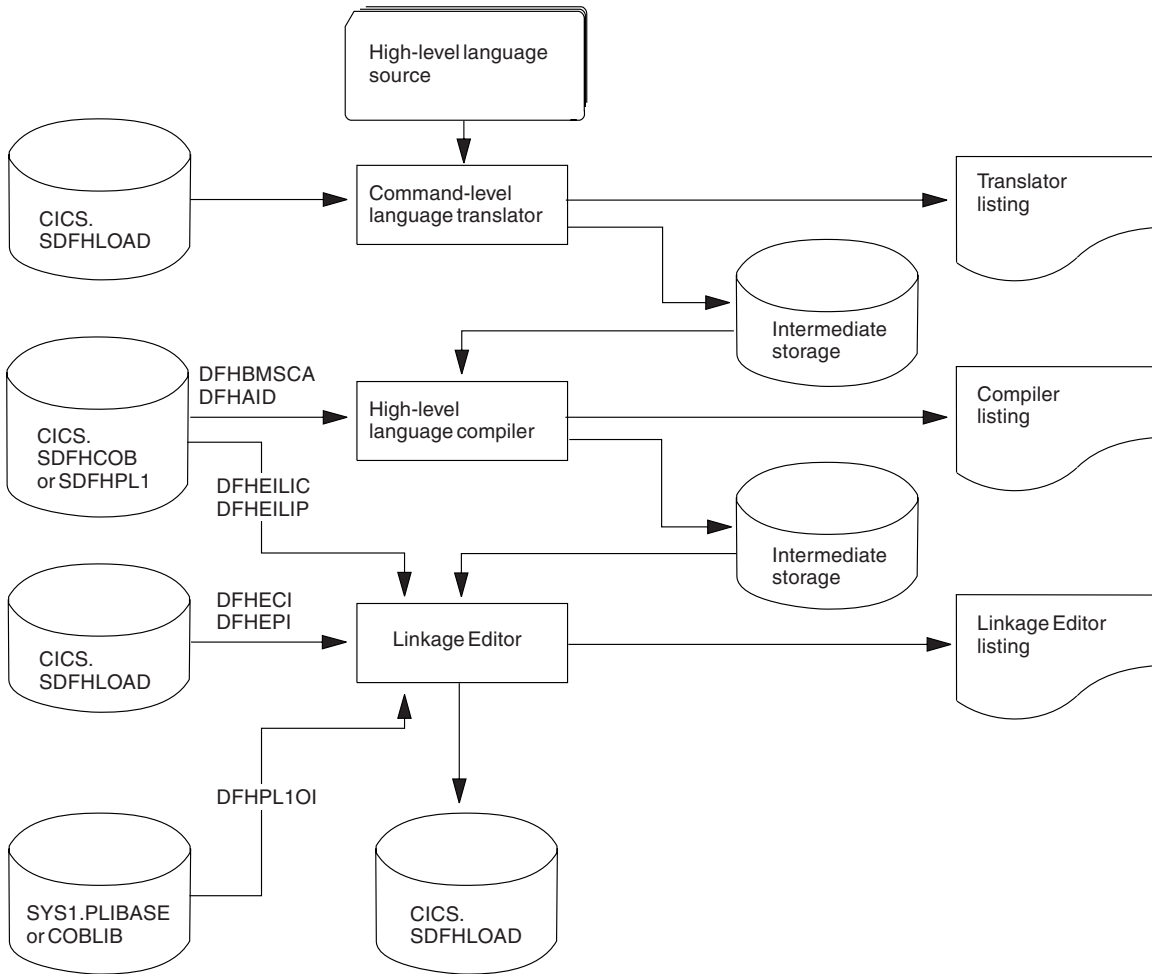 High-level language
source
CICS.
SDFHLOAD
Command-level
language translator
Translator
listing
Intermediate
storage
CICS.
SDFHCOB
or SDFHPL1
DFHBMSCA
DFHAID
High-level
language compiler
Compiler
listing
DFHEILIC
DFHEILIP
Intermediate
storage
CICS.
SDFHLOAD
DFHECI
DFHEPI
Linkage Editor
Linkage Editor
listing
DFHPL1OI
SYS1.PLIBASE
or COBLIB
CICS.
SDFHLOAD